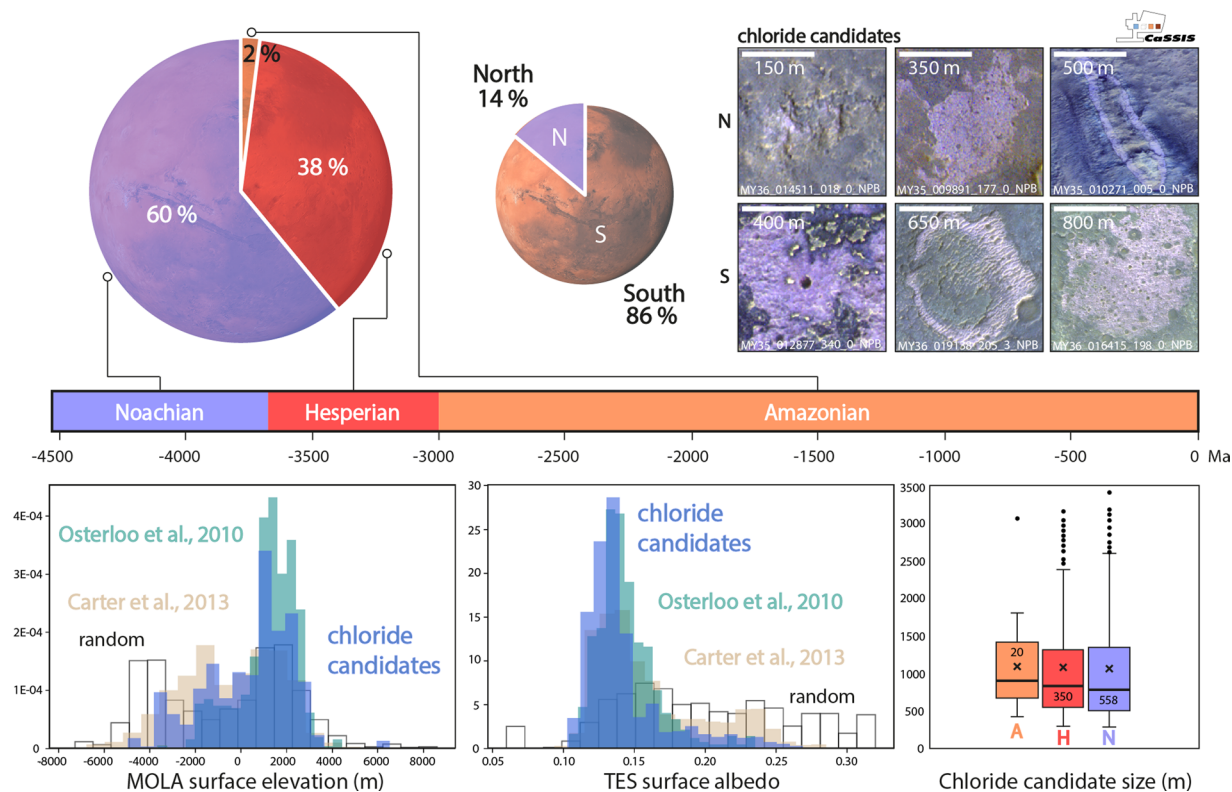 2 %
38 %
60 %
North
14 %
N
S
South
86 %
chloride candidates
CaSSIS
N
150 m
MY36_014511_018_0_NPB
350 m
MY35_009891_177_0_NPB
500 m
MY35_010271_005_0_NPB
S
400 m
MY35_012877_340_0_NPB
650 m
MY36_019138_205_3_NPB
800 m
MY36_016415_198_0_NPB
Noachian
Hesperian
Amazonian
-4500
-4000
-3500
-3000
-2500
-2000
-1500
-1000
-500
0
Ma
4E-04
3E-04
2E-04
1E-04
0
Osterloo et al., 2010
Carter et al., 2013
random
chloride
candidates
-8000
-6000
-4000
-2000
0
2000
4000
6000
8000
MOLA surface elevation (m)
30
25
20
15
10
5
0
chloride
candidates
Osterloo et al., 2010
Carter et al., 2013
random
0.05
0.10
0.15
0.20
0.25
0.30
TES surface albedo
3500
3000
2500
2000
1500
1000
500
0
20
350
558
A
H
N
Chloride candidate size (m)